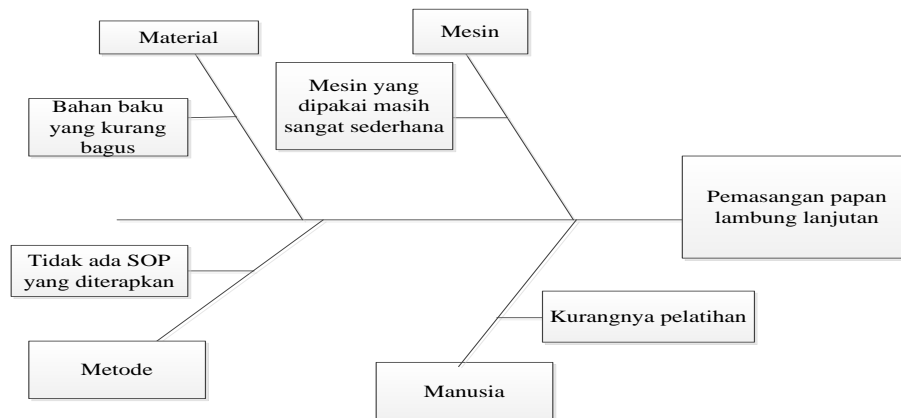 Material
Mesin
Bahan baku
yang kurang
bagus
Mesin yang
dipakai masih
sangat sederhana
Pemasangan papan
lambung lanjutan
Tidak ada SOP
yang diterapkan
Kurangnya pelatihan
Metode
Manusia